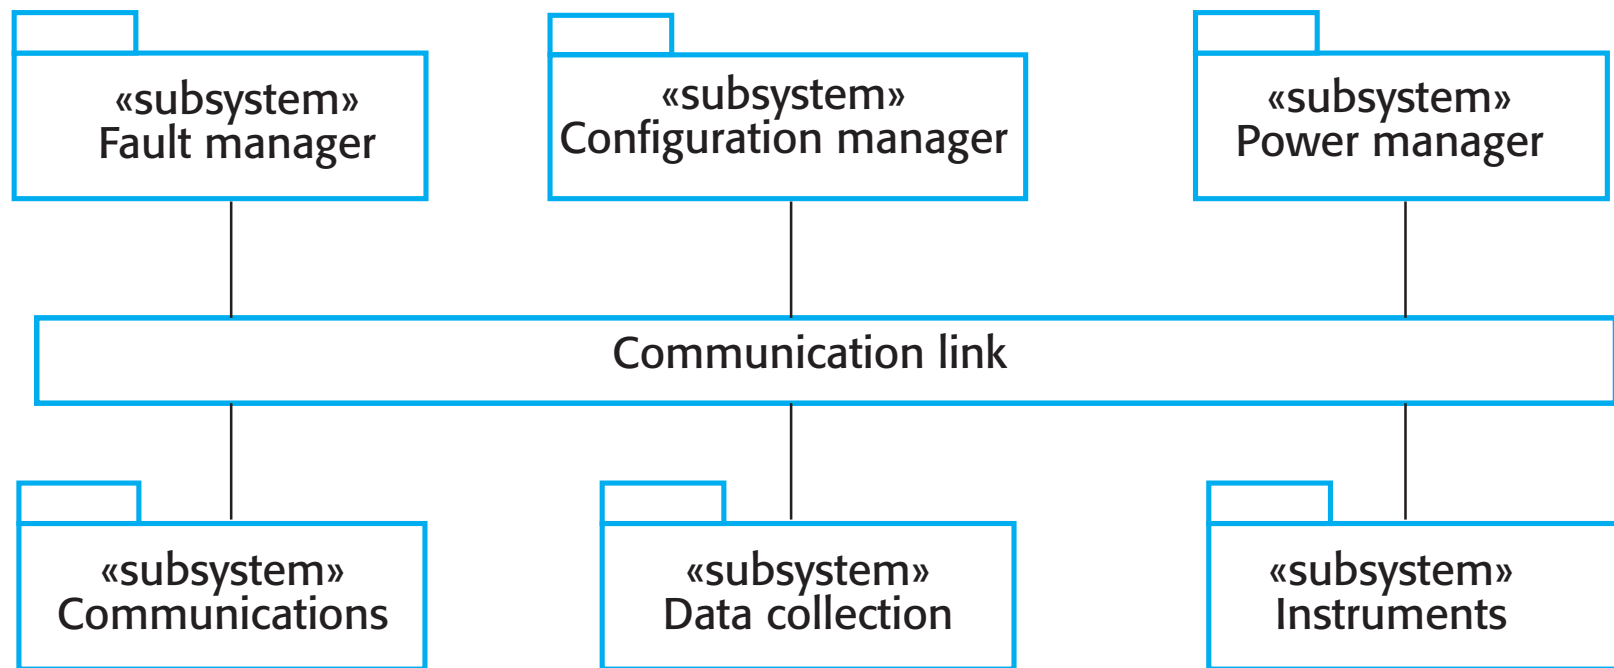 «subsystem»
Fault manager
«subsystem»
Configuration manager
«subsystem»
Power manager
Communication link
«subsystem»
Communications
«subsystem»
Data collection
«subsystem»
Instruments